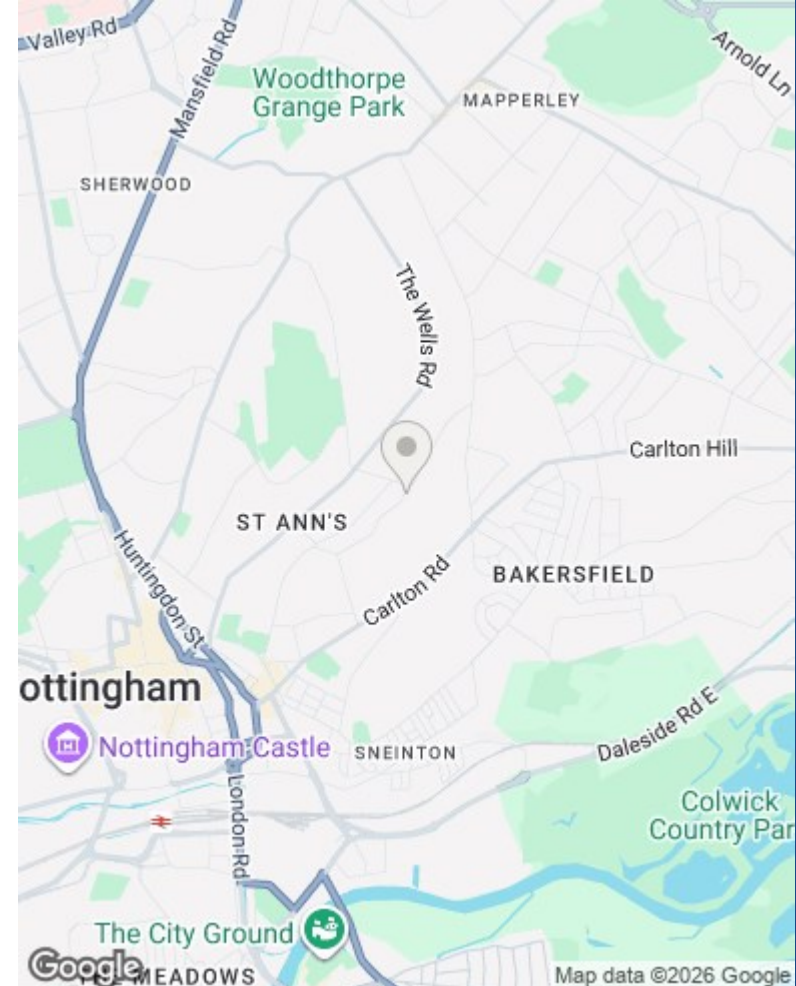 Valley Rd
Mansfield Rd
Arnold Ln
Woodthorpe
Grange Park
MAPPERLEY
SHERWOOD
The Wells Rd
Carlton Hill
ST ANN'S
Huntingdon St
BAKERSFIELD
Carlton Rd
ottingham
Nottingham Castle
SNEINTON
Daleside Rd E
London Rd
Colwick
Country Par
The City Ground
Google
MEADOWS
Map data ©2026 Google